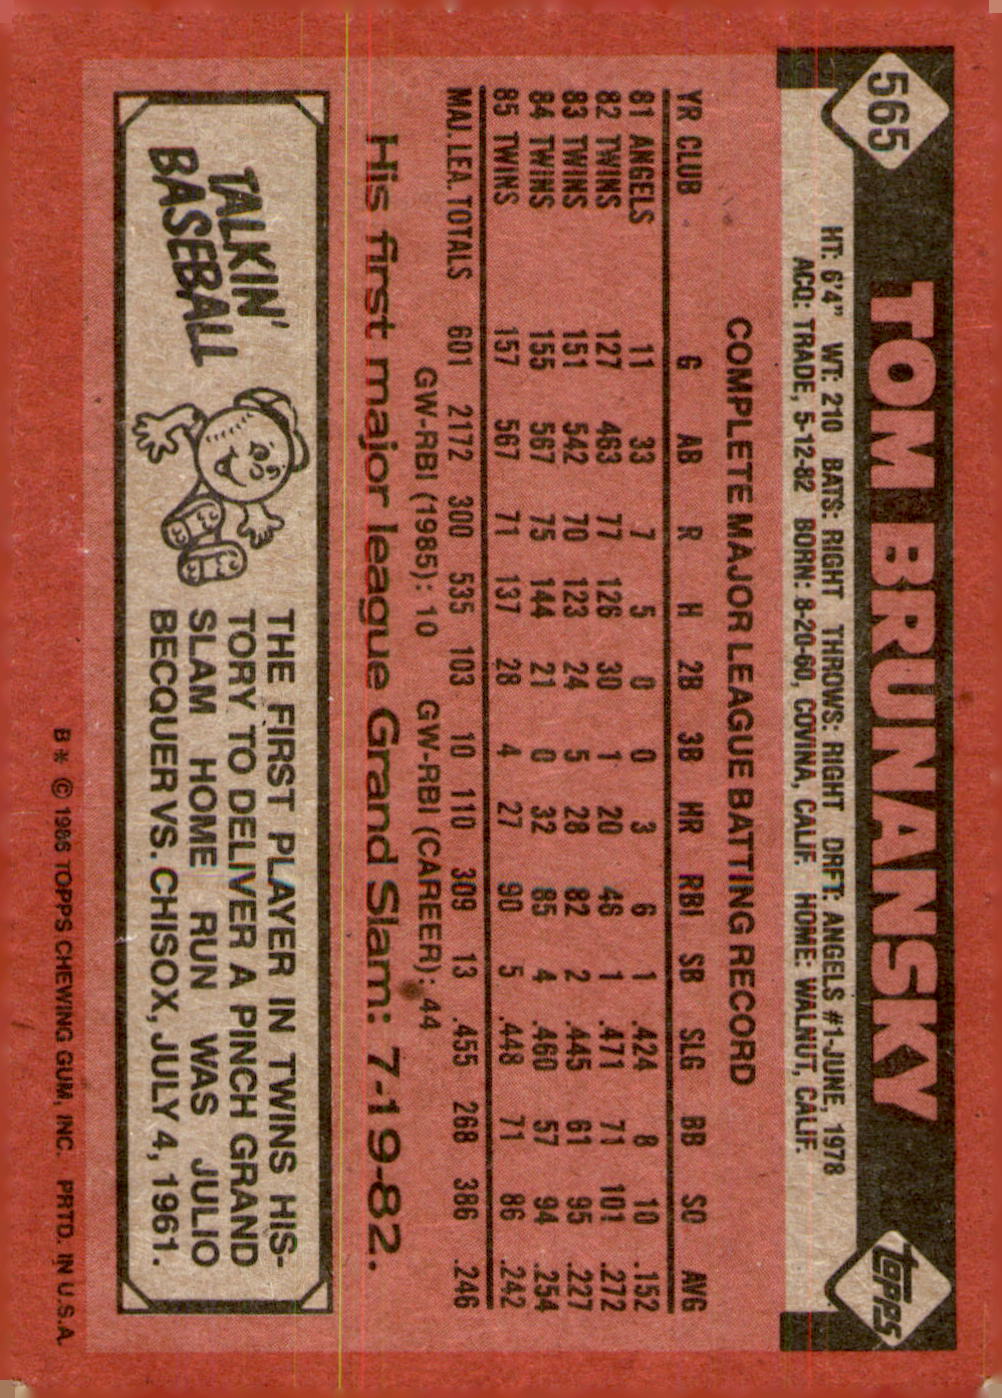 565 TOM BRUNANSKY topps
HT: 6'4" WT: 210 BATS: RIGHT THROWS: RIGHT DRFT: ANGELS #1-JUNE, 1978
ACQ: TRADE, 5-12-82 BORN: 8-20-60, COVINA, CALIF. HOME: WALNUT, CALIF.
COMPLETE MAJOR LEAGUE BATTING RECORD
YR CLUB G AB R H 2B 3B HR RBI SB SLG BB SO AVG
81 ANGELS 11 33 7 5 0 0 3 6 1 .424 8 10 .152
82 TWINS 127 463 77 126 30 1 20 46 1 .471 71 101 .272
83 TWINS 151 542 70 123 24 5 28 82 2 .445 61 95 .227
84 TWINS 155 567 75 144 21 0 32 85 4 .460 57 94 .254
85 TWINS 157 567 71 137 28 4 27 90 5 .448 71 86 .242
MAJ. LEA. TOTALS 601 2172 300 535 103 10 110 309 13 .455 268 386 .246
GW-RBI (1985): 10 GW-RBI (CAREER): 44
His first major league Grand Slam: 7-19-82.
TALKIN'
BASEBALL
THE FIRST PLAYER IN TWINS HIS-
TORY TO DELIVER A PINCH GRAND
SLAM HOME RUN WAS JULIO
BECQUER VS. CHISOX, JULY 4, 1961.
B* © 1986 TOPPS CHEWING GUM, INC. PRTD. IN U.S.A.